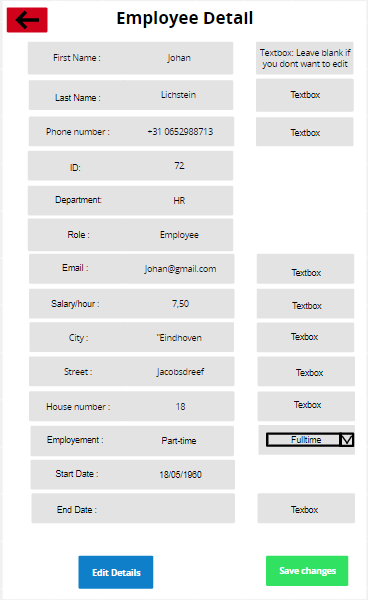 Employee Detail
First Name : Johan Textbox: Leave blank if
you dont want to edit
Last Name : Lichstein Textbox
Phone number : +31 0652988713 Textbox
ID: 72
Department: HR
Role : Employee
Email : Johan@gmail.com Textbox
Salary/hour : 7,50 Textbox
City : "Eindhoven Texbox
Street : Jacobsdreef Texbox
House number : 18 Texbox
Employement : Part-time Fulltime
Start Date : 18/05/1960
End Date : Texbox
Edit Details Save changes